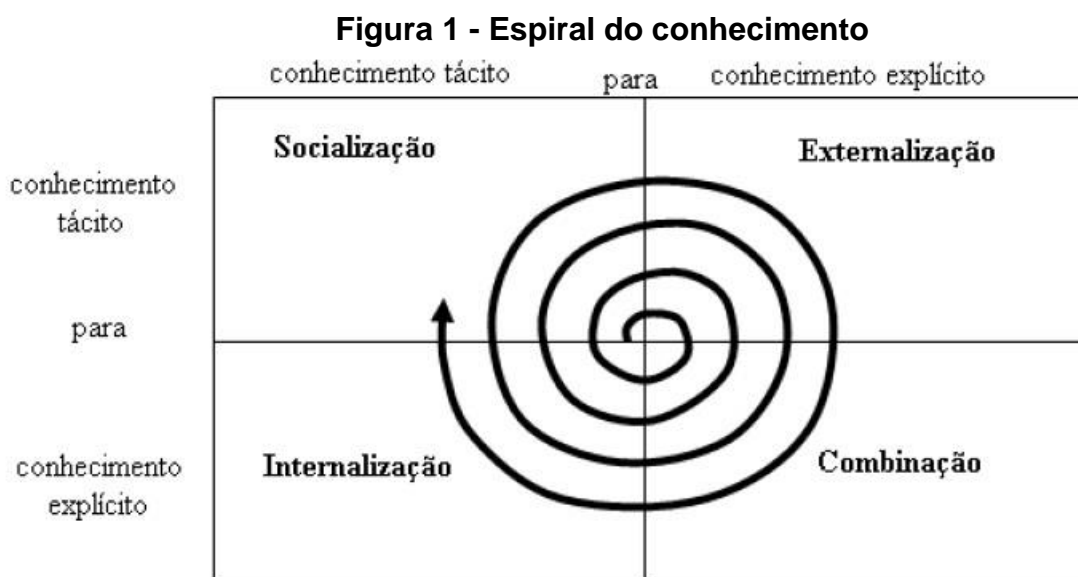 Figura 1 - Espiral do conhecimento
conhecimento tácito para conhecimento explícito
Socialização
Externalização
conhecimento
tácito
para
Internalização
Combinação
conhecimento
explícito